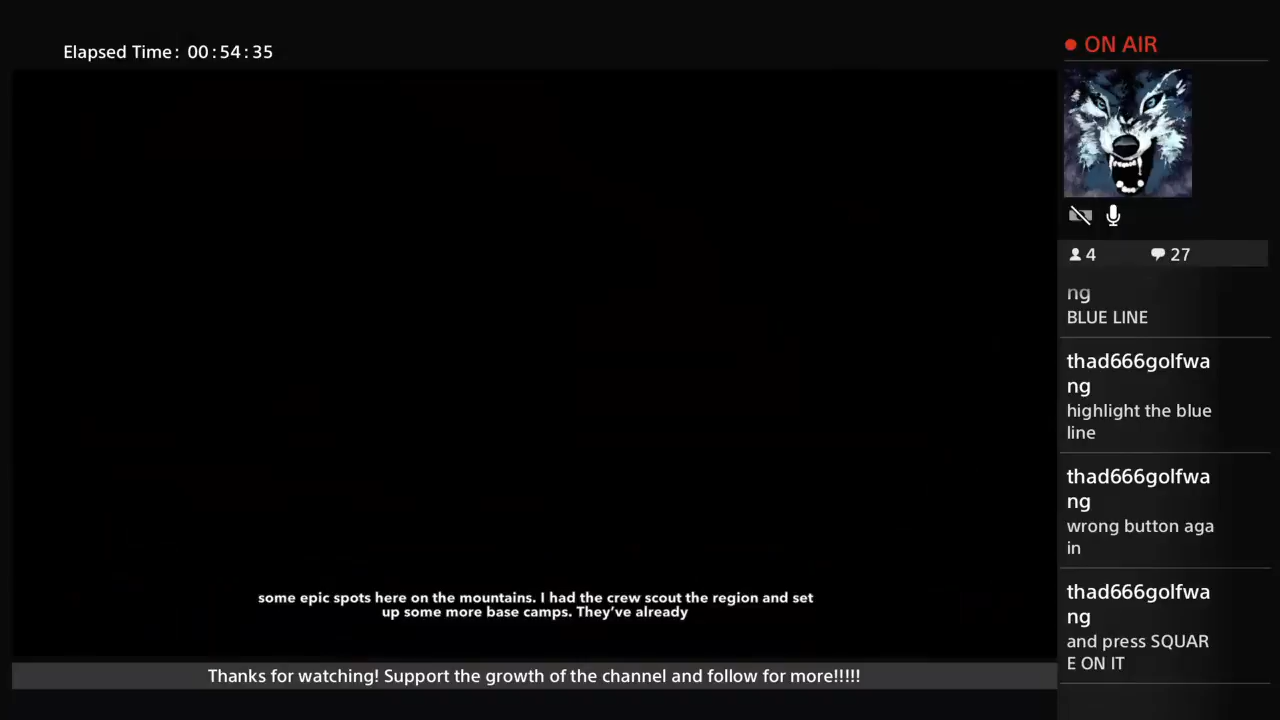 Elapsed Time: 00:54:35
ON AIR
4 27
ng
BLUE LINE
thad666golfwa
ng
highlight the blue
line
thad666golfwa
ng
wrong button aga
in
thad666golfwa
ng
and press SQUAR
E ON IT
some epic spots here on the mountains. I had the crew scout the region and set
up some more base camps. They've already
Thanks for watching! Support the growth of the channel and follow for more!!!!!